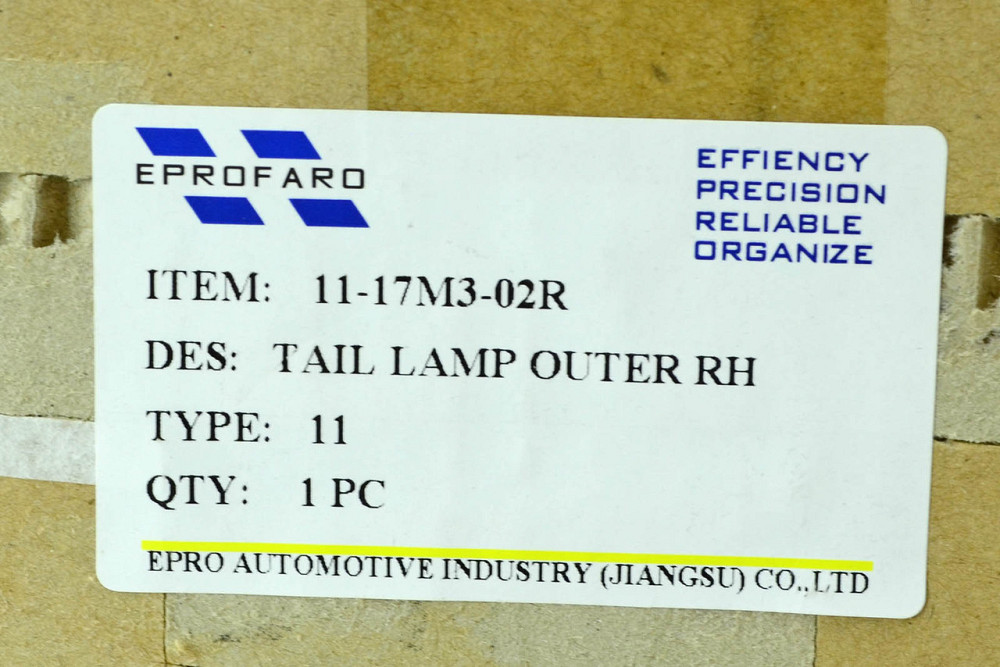 EPROFARO
EFFIENCY
PRECISION
RELIABLE
ORGANIZE
ITEM: 11-17M3-02R
DES: TAIL LAMP OUTER RH
TYPE: 11
QTY: 1 PC
EPRO AUTOMOTIVE INDUSTRY (JIANGSU) CO.,LTD